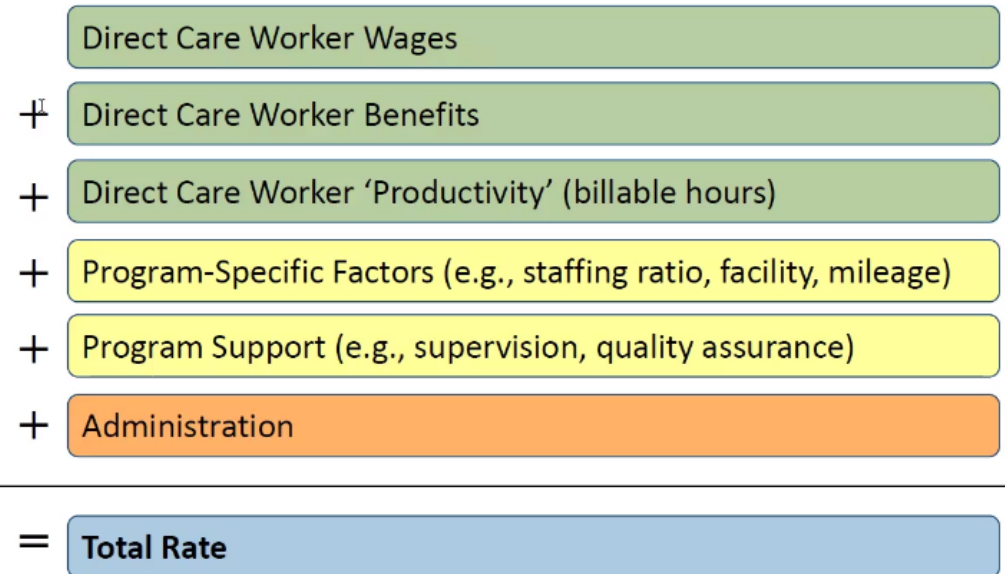 Direct Care Worker Wages
+ Direct Care Worker Benefits
+ Direct Care Worker ‘Productivity’ (billable hours)
+ Program-Specific Factors (e.g., staffing ratio, facility, mileage)
+ Program Support (e.g., supervision, quality assurance)
+ Administration
= Total Rate